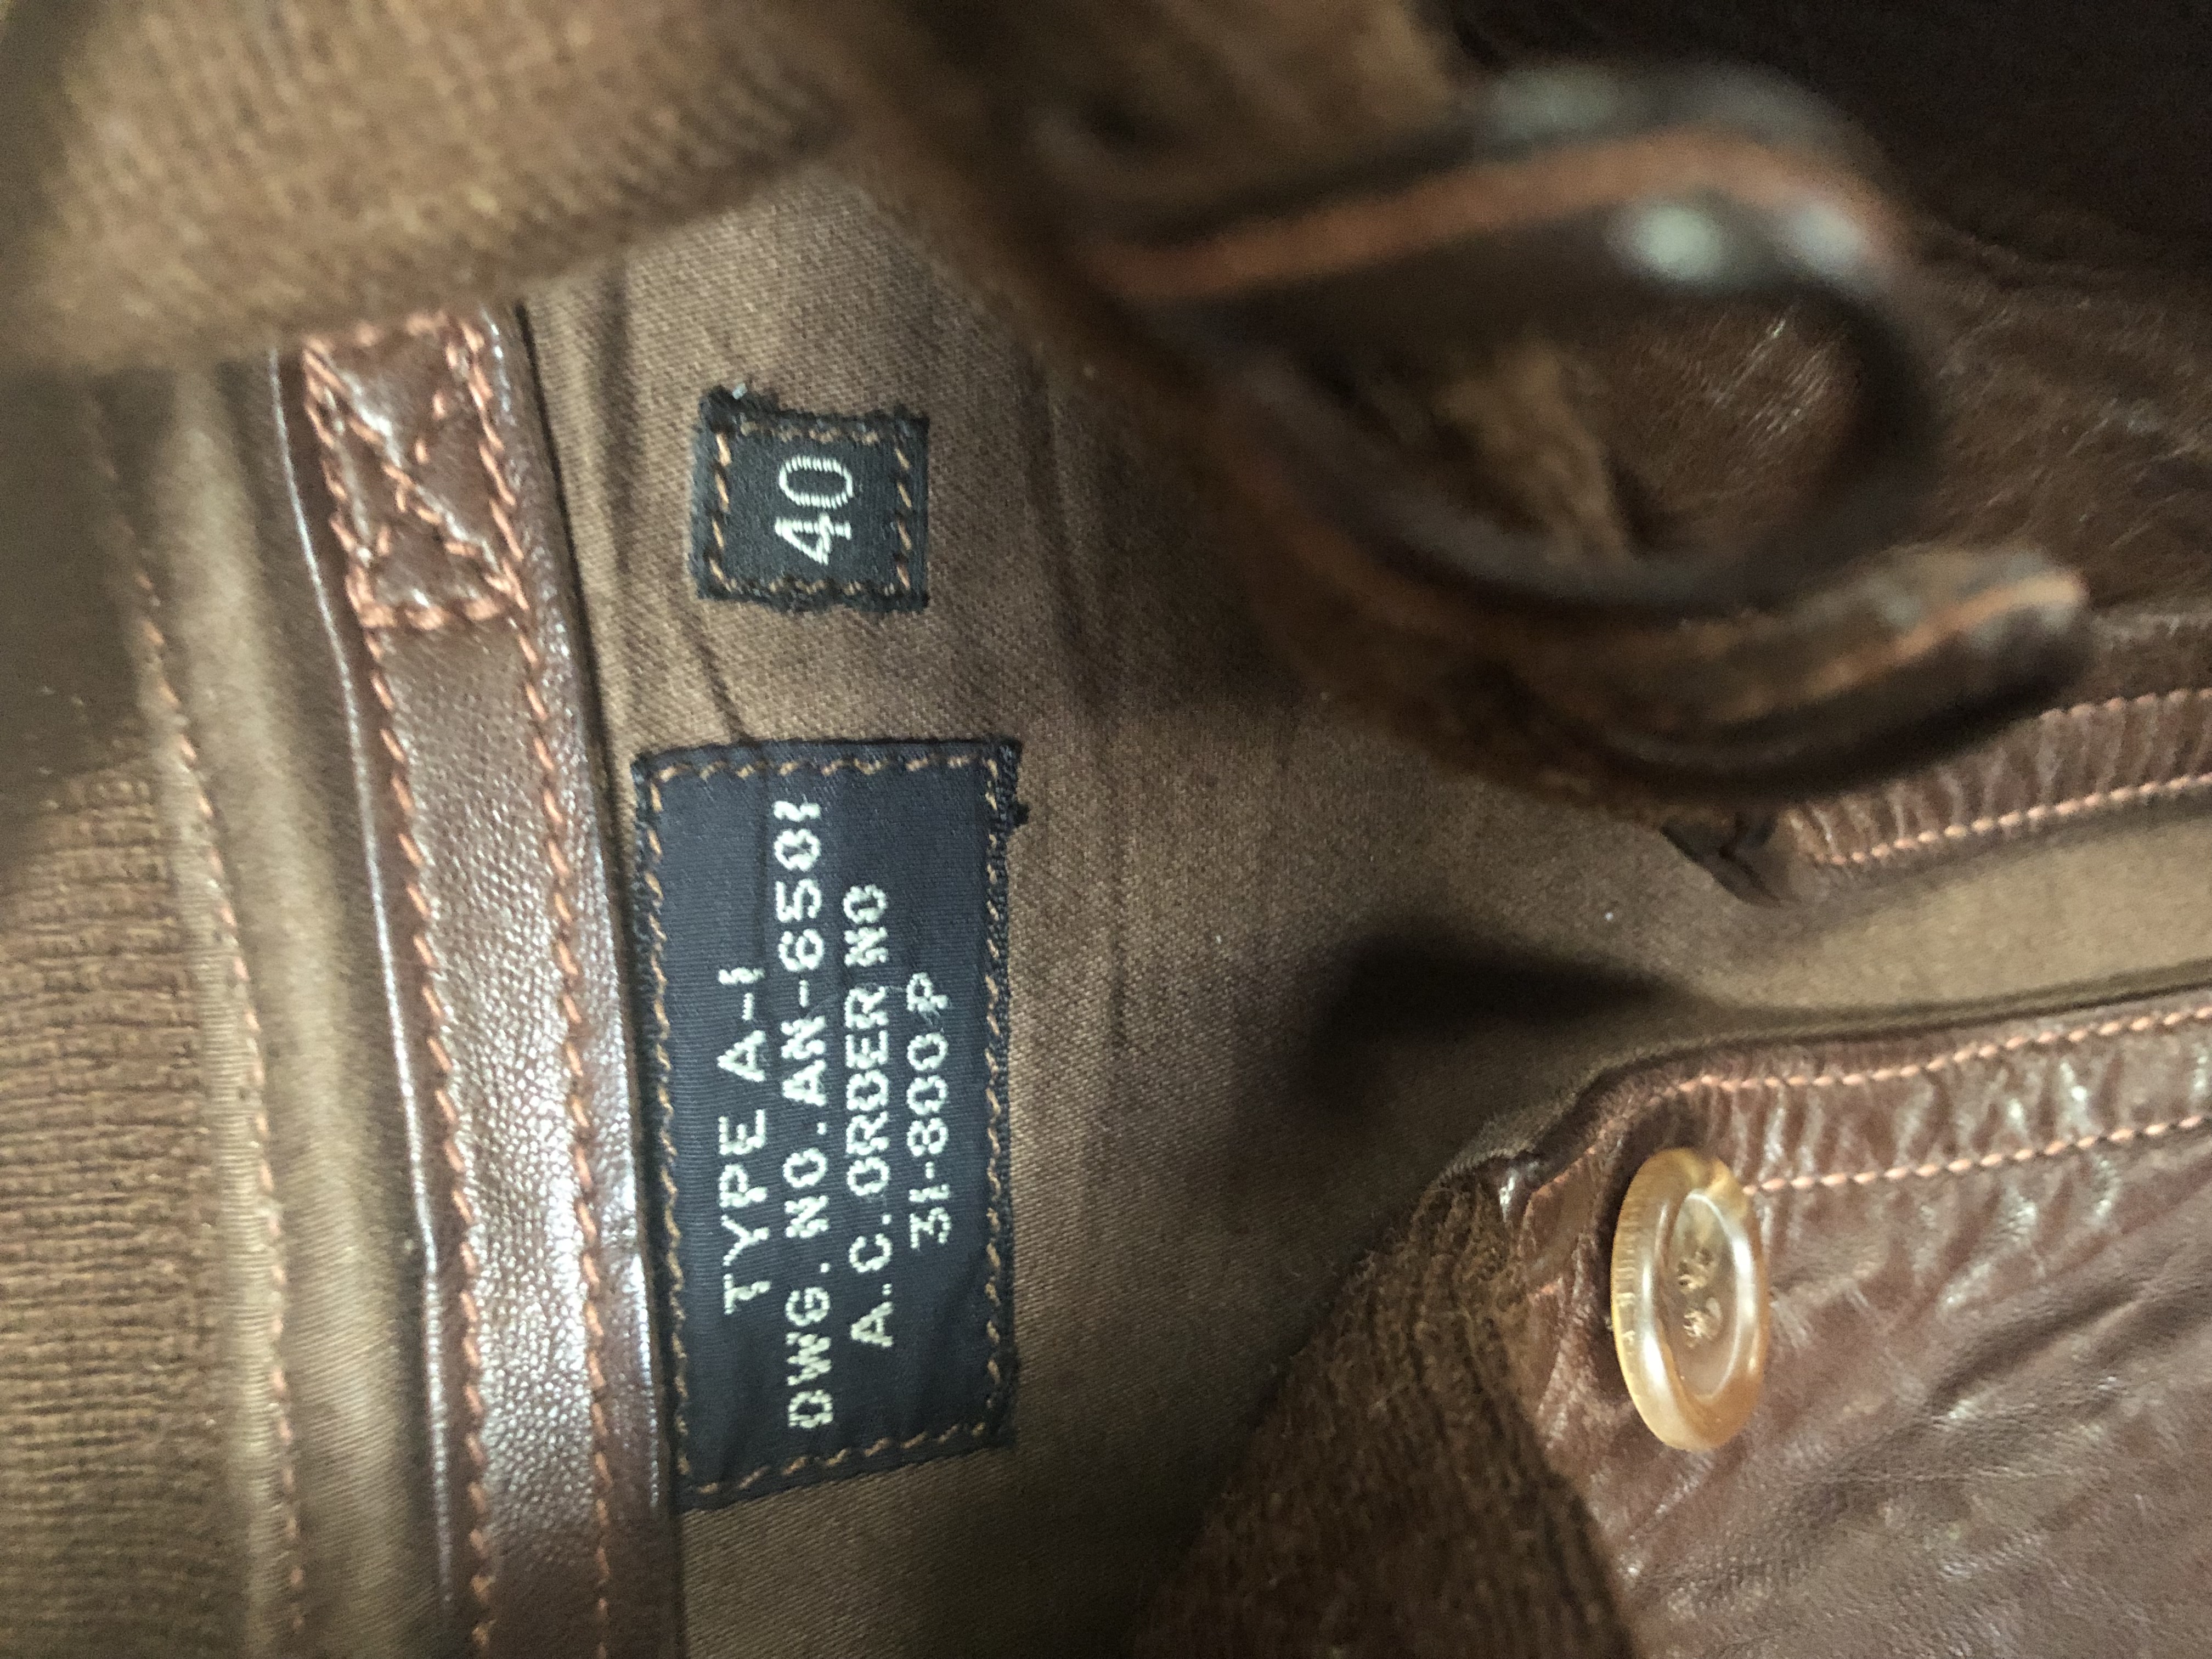 40
TYPE A-1
DWG. NO. AN-6501
A.C. ORDER NO
31-800 P